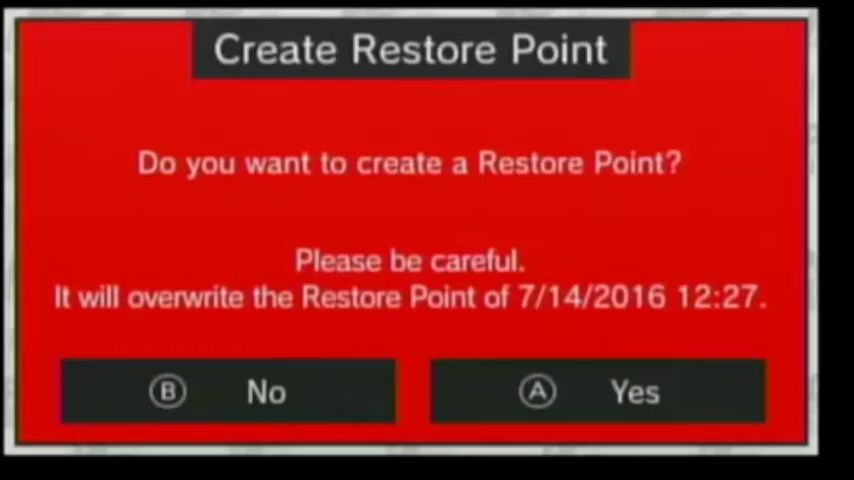 Create Restore Point
Do you want to create a Restore Point?
Please be careful.
It will overwrite the Restore Point of 7/14/2016 12:27.
Ⓑ No
Ⓐ Yes